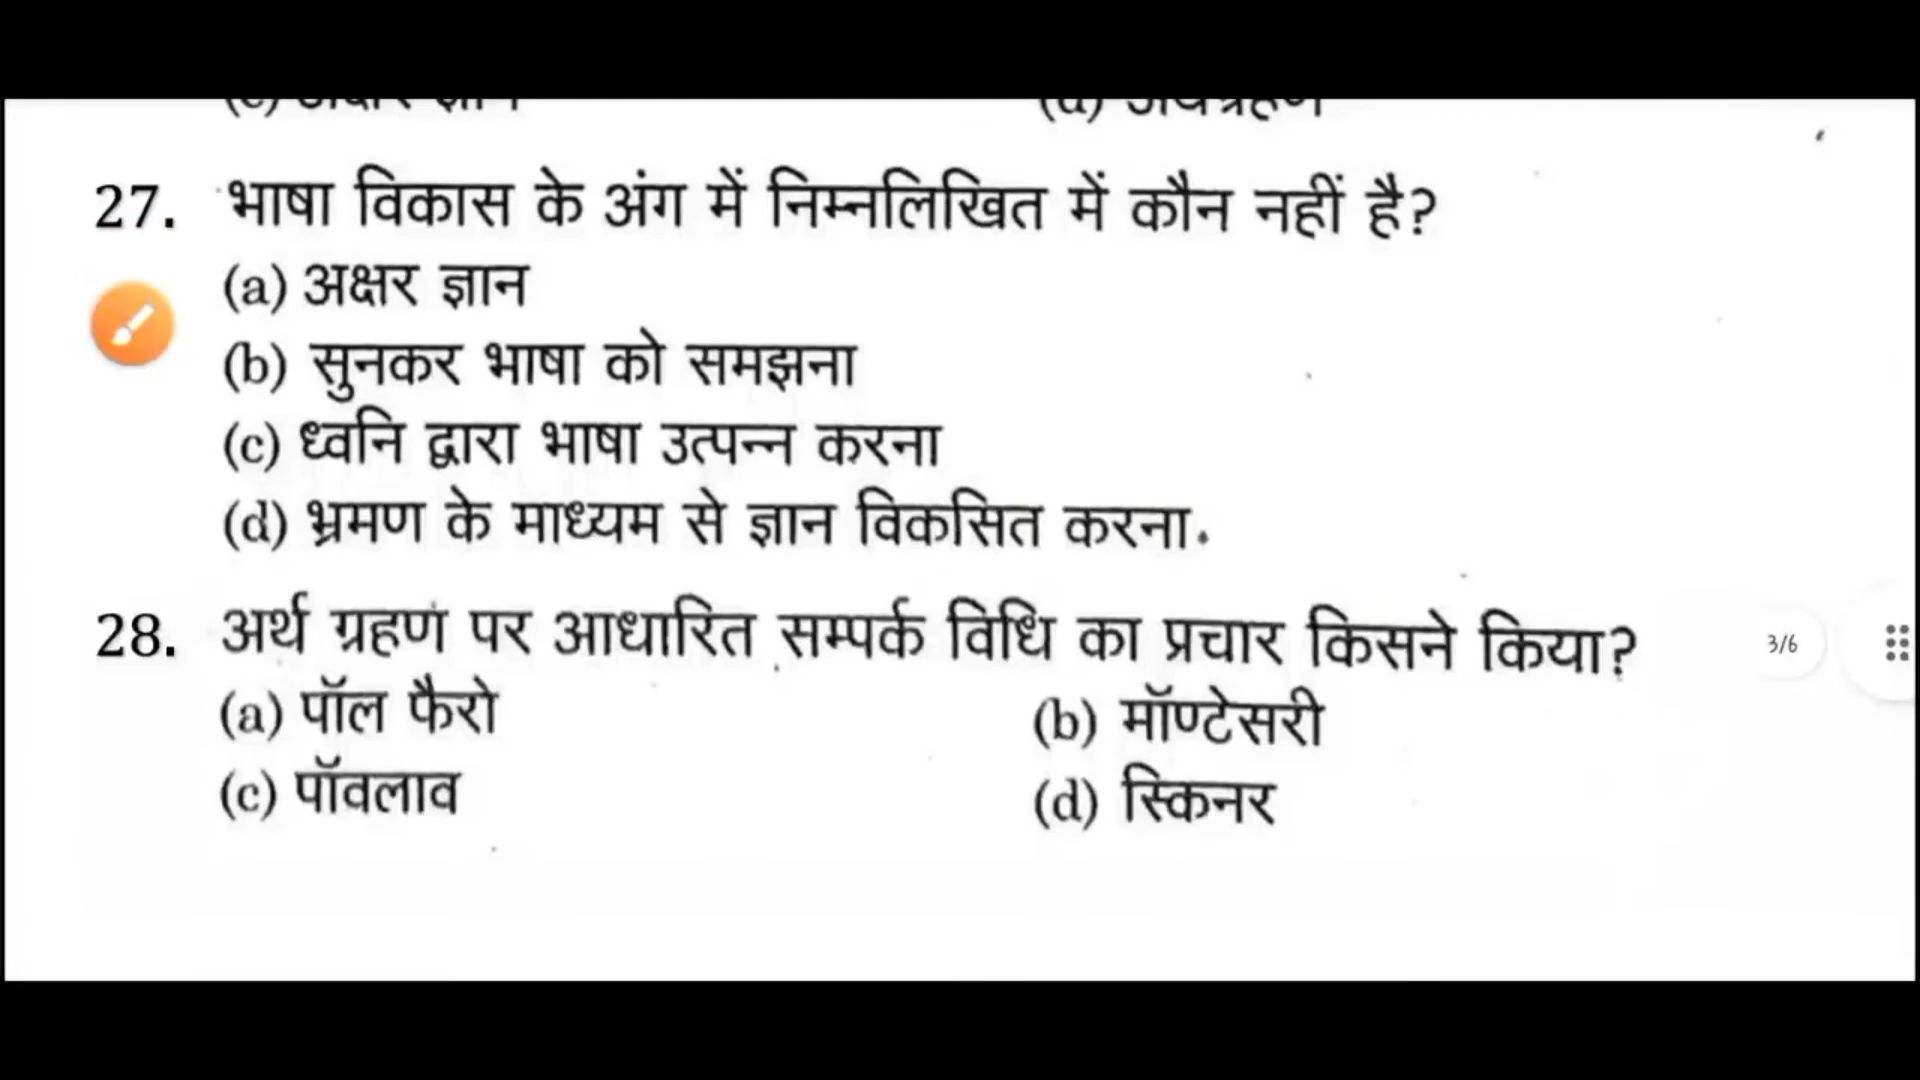 27. भाषा विकास के अंग में निम्नलिखित में कौन नहीं है?
(a) अक्षर ज्ञान
(b) सुनकर भाषा को समझना
(c) ध्वनि द्वारा भाषा उत्पन्न करना
(d) भ्रमण के माध्यम से ज्ञान विकसित करना.
28. अर्थ ग्रहण पर आधारित सम्पर्क विधि का प्रचार किसने किया?
3/6
(a) पॉल फैरो (b) मॉण्टेसरी
(c) पॉवलाव (d) स्किनर